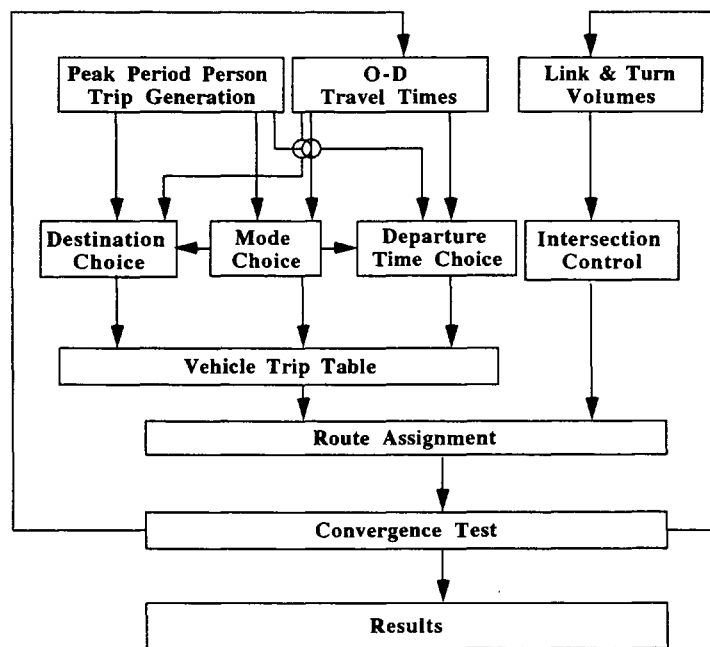 Peak Period Person
Trip Generation
O-D
Travel Times
Link & Turn
Volumes
Destination
Choice
Mode
Choice
Departure
Time Choice
Intersection
Control
Vehicle Trip Table
Route Assignment
Convergence Test
Results